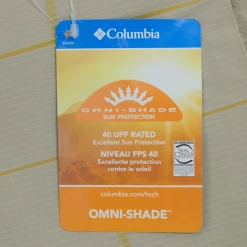 Columbia
OMNI-SHADE
SUN PROTECTION
40 UPF RATED
Excellent Sun Protection
NIVEAU FPS 40
Excellente protection
contre le soleil
columbia.com/tech
OMNI-SHADE™